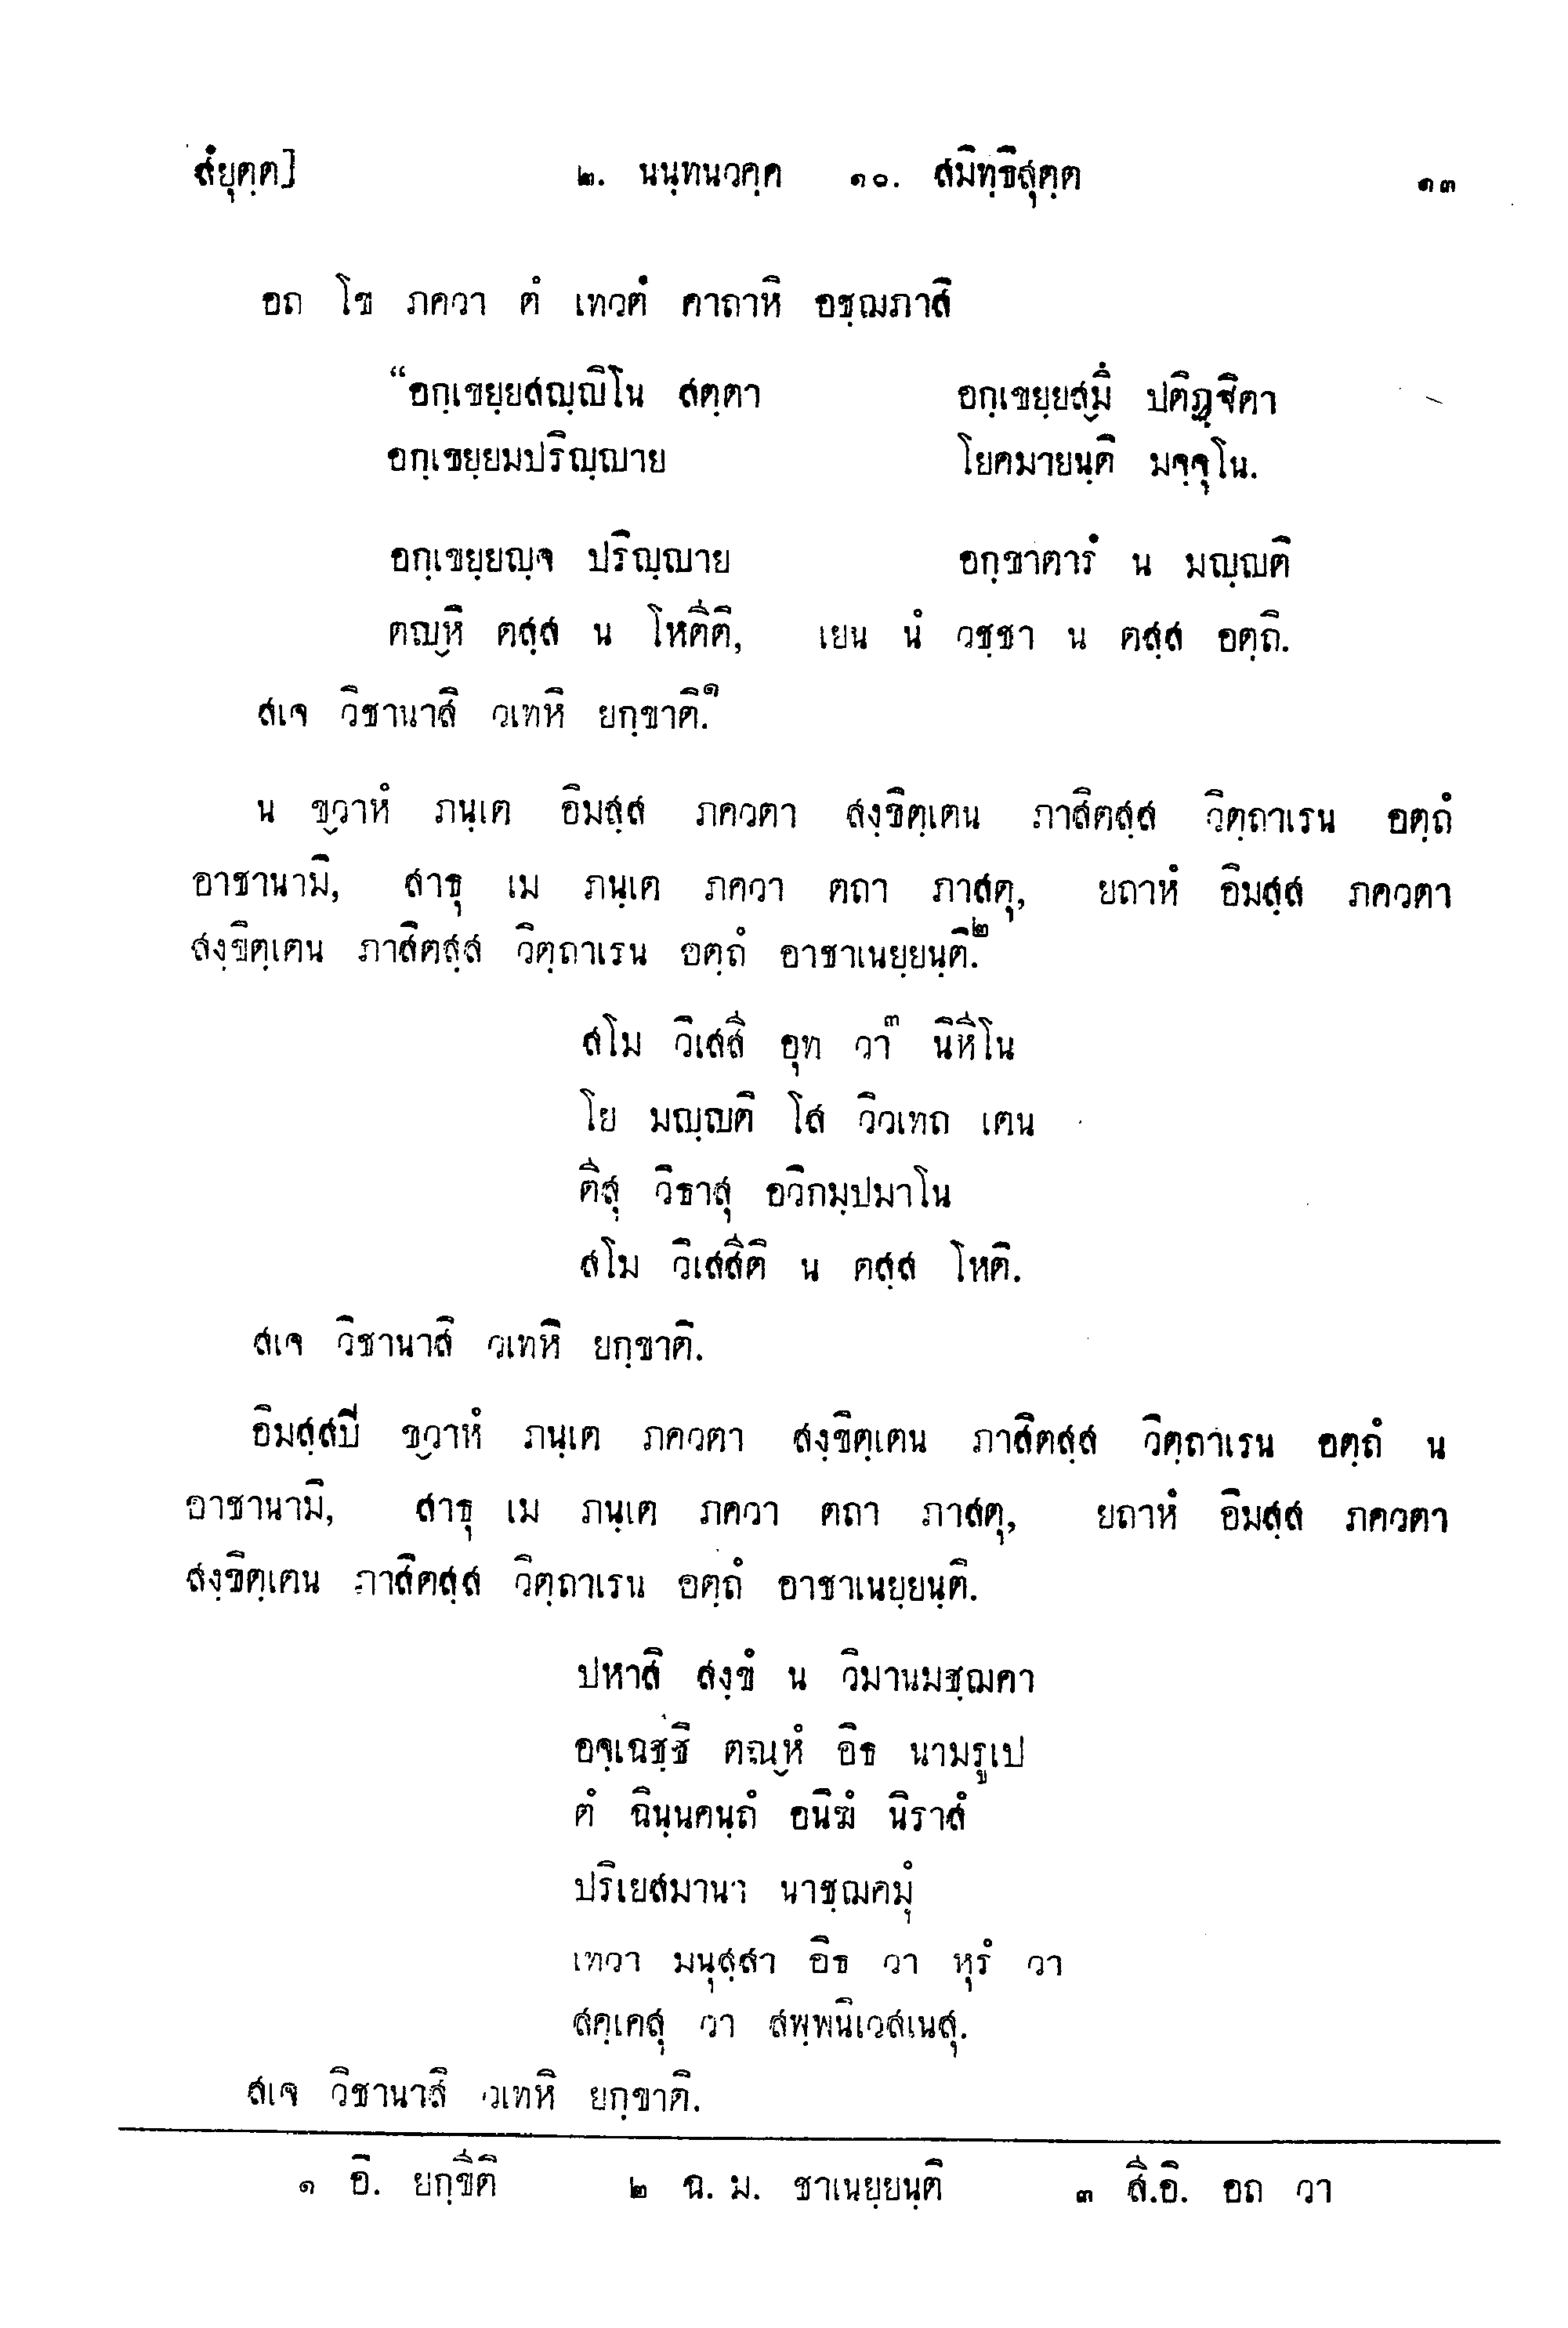 สํยุตฺต]	๒. นนฺทนวคฺค ๑๐. สมิทฺธิสุตฺต	๑๓
อถ โข ภควา ตํ เทวตํ คาถาหิ อชฺฌภาสิ
“อกฺเขยฺยสญฺญิโน สตฺตา	อกฺเขยฺยสฺมึ ปติฏฺฐิตา
อกฺเขยฺยมปริญฺญาย	โยคมายนฺติ มจฺจุโน.
อกฺเขยฺยญฺจ ปริญฺญาย	อกฺขาตารํ น มญฺญติ
ตญฺหิ ตสฺส น โหตีติ,	เยน นํ วชฺชา น ตสฺส อตฺถิ.
สเจ วิชานาสิ วเทหิ ยกฺขาติ.๑
น ขฺวาหํ ภนฺเต อิมสฺส ภควตา สงฺขิตฺเตน ภาสิตสฺส วิตฺถาเรน อตฺถํ
อาชานามิ, สาธุ เม ภนฺเต ภควา ตถา ภาสตุ, ยถาหํ อิมสฺส ภควตา
สงฺขิตฺเตน ภาสิตสฺส วิตฺถาเรน อตฺถํ อาชาเนยฺยนฺติ.๒
สโม วิเสสี อุท วา๓ นิหีโน
โย มญฺญติ โส วิวเทถ เตน
ตีสุ วิธาสุ อวิกมฺปมาโน
สโม วิเสสีติ น ตสฺส โหติ.
สเจ วิชานาสิ วเทหิ ยกฺขาติ.
อิมสฺสปี ขฺวาหํ ภนฺเต ภควตา สงฺขิตฺเตน ภาสิตสฺส วิตฺถาเรน อตฺถํ น
อาชานามิ, สาธุ เม ภนฺเต ภควา ตถา ภาสตุ, ยถาหํ อิมสฺส ภควตา
สงฺขิตฺเตน ภาสิตสฺส วิตฺถาเรน อตฺถํ อาชาเนยฺยนฺติ.
ปหาสิ สงฺขํ น วิมานมชฺฌคา
อจฺเฉชฺชิ ตณฺหํ อิธ นามรูเป
ตํ ฉินฺนคนฺถํ อนิฆํ นิราสํ
ปริเยสมานา นาชฺฌคมุํ
เทวา มนุสฺสา อิธ วา หุรํ วา
สคฺเคสุ วา สพฺพนิเวสเนสุ.
สเจ วิชานาสิ วเทหิ ยกฺขาติ.
๑ อิ. ยกฺขีติ	๒ ฉ. ม. ชาเนยฺยนฺติ	๓ สี.อิ. อถ วา